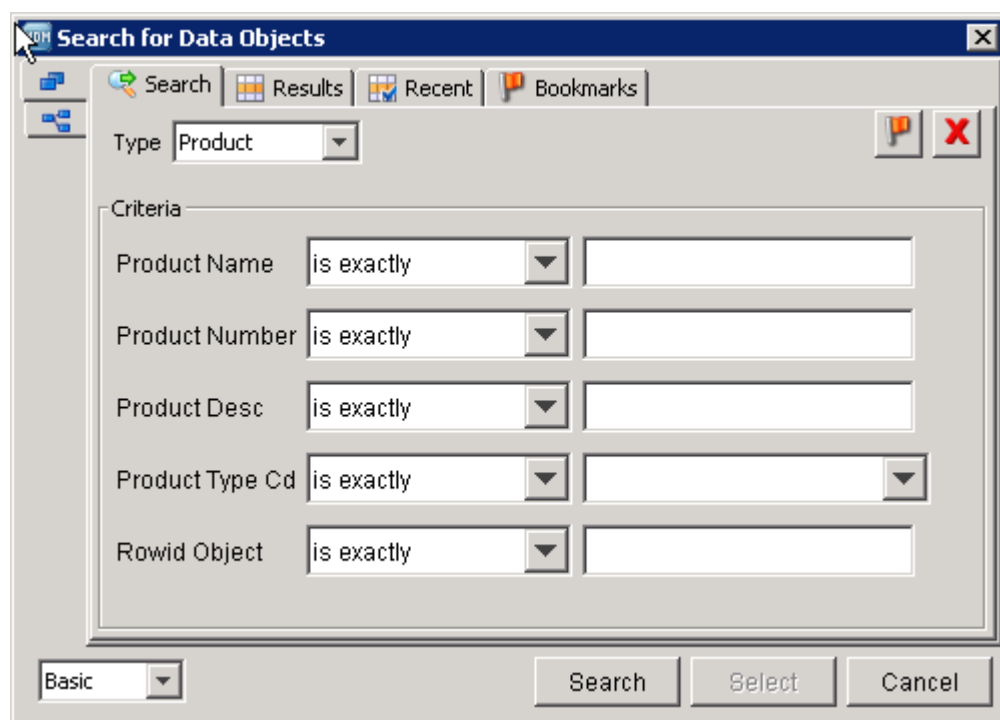 Search for Data Objects
Search Results Recent Bookmarks
Type Product
Criteria
Product Name is exactly
Product Number is exactly
Product Desc is exactly
Product Type Cd is exactly
Rowid Object is exactly
Basic Search Select Cancel